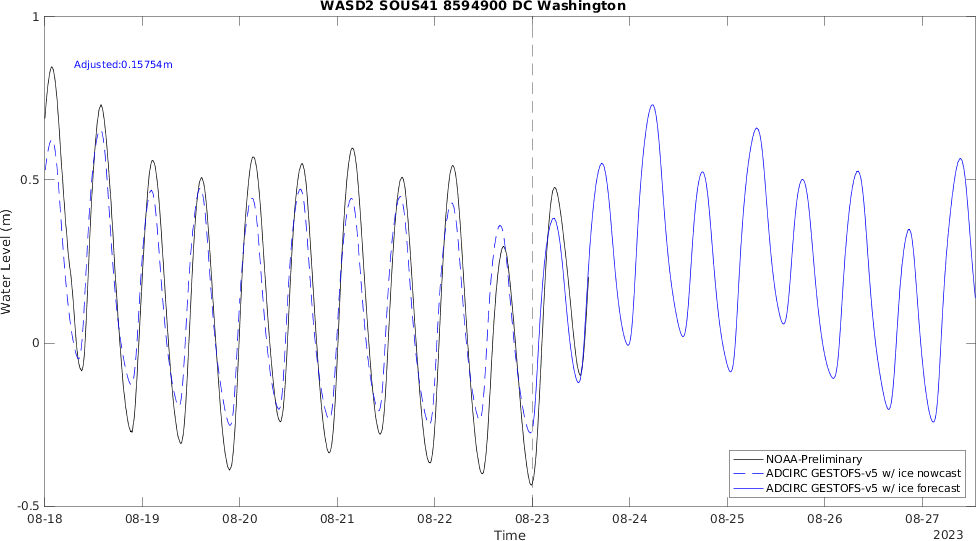 WASD2 SOUS41 8594900 DC Washington
Adjusted:0.15754m
Water Level (m)
1
0.5
0
-0.5
08-18
08-19
08-20
08-21
08-22
08-23
08-24
08-25
08-26
08-27
Time
2023
NOAA-Preliminary
ADCIRC GESTOFS-v5 w/ ice nowcast
ADCIRC GESTOFS-v5 w/ ice forecast